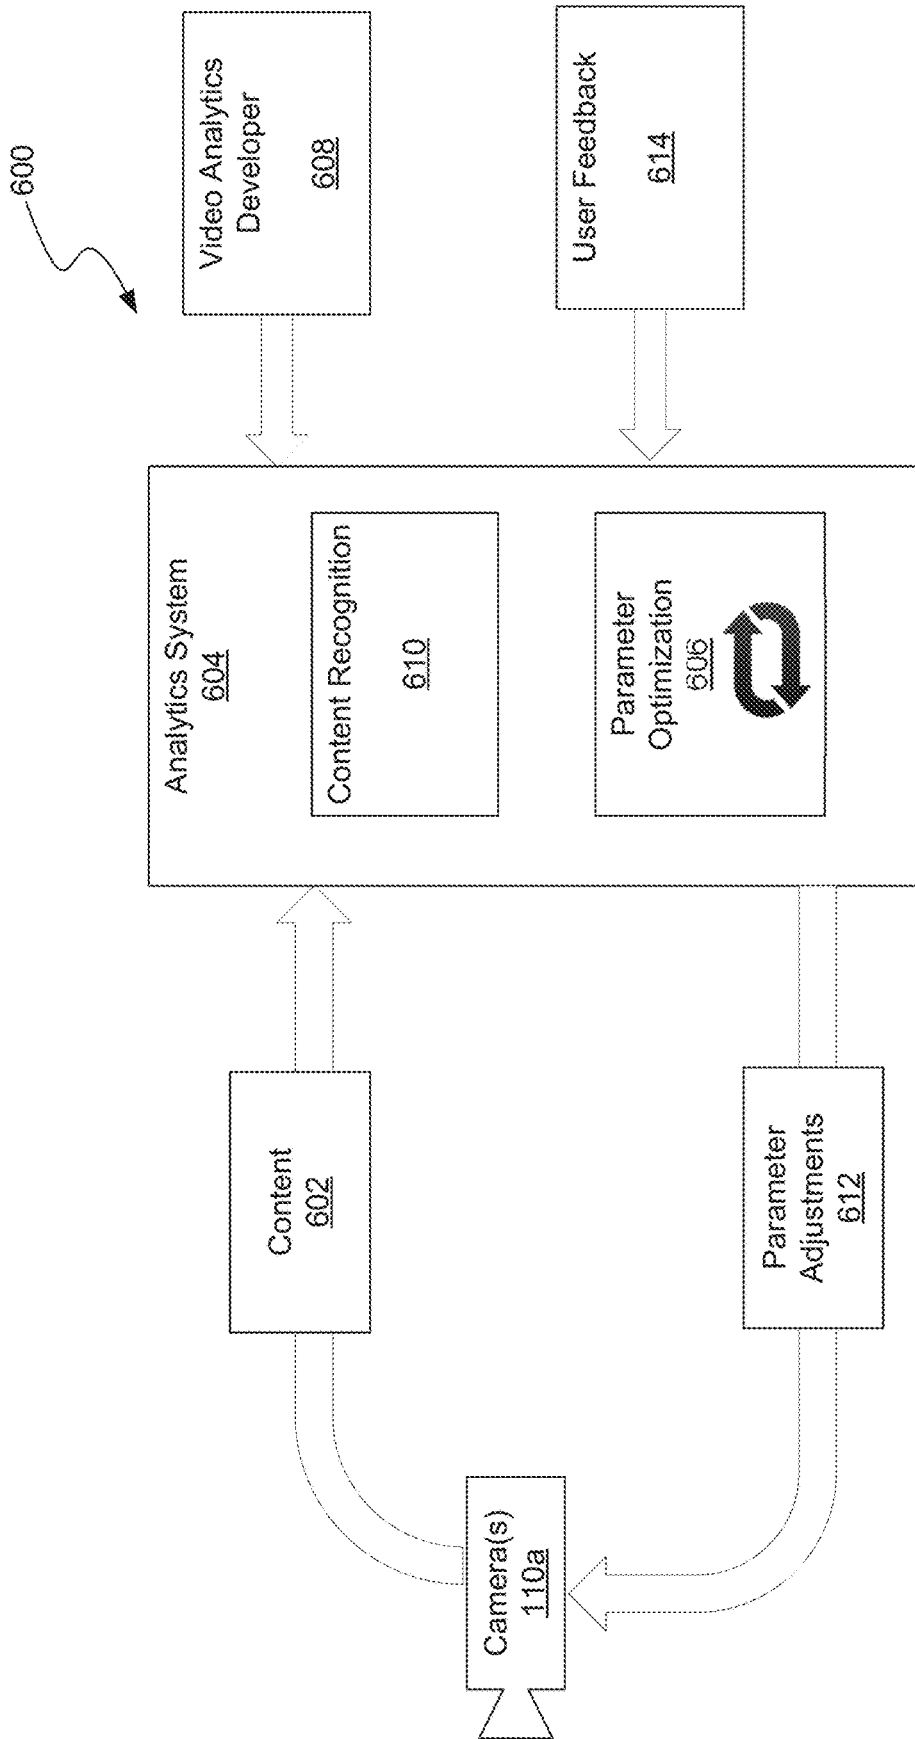 600
Video Analytics
Developer
608
User Feedback
614
Analytics System
604
Content Recognition
610
Parameter
Optimization
606
Content
602
Parameter
Adjustments
612
Camera(s)
110a